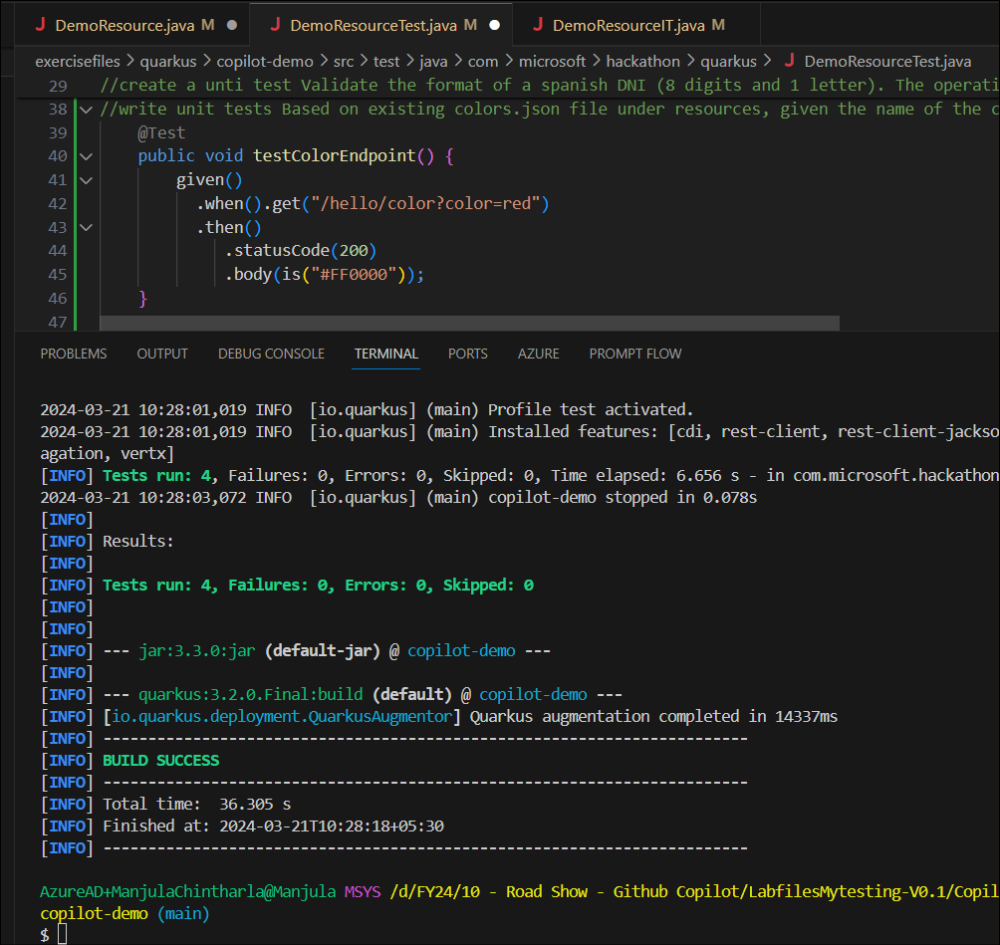 J DemoResource.java M ● J DemoResourceTest.java M ● J DemoResourceIT.java M
exercisefiles > quarkus > copilot-demo > src > test > java > com > microsoft > hackathon > quarkus > J DemoResourceTest.java
29 //create a unti test Validate the format of a spanish DNI (8 digits and 1 letter). The operati
38 //write unit tests Based on existing colors.json file under resources, given the name of the c
39 @Test
40 public void testColorEndpoint() {
41 given()
42 .when().get("/hello/color?color=red")
43 .then()
44 .statusCode(200)
45 .body(is("#FF0000"));
46 }
47
PROBLEMS OUTPUT DEBUG CONSOLE TERMINAL PORTS AZURE PROMPT FLOW
2024-03-21 10:28:01,019 INFO [io.quarkus] (main) Profile test activated.
2024-03-21 10:28:01,019 INFO [io.quarkus] (main) Installed features: [cdi, rest-client, rest-client-jackso
agation, vertx]
[INFO] Tests run: 4, Failures: 0, Errors: 0, Skipped: 0, Time elapsed: 6.656 s - in com.microsoft.hackathon
2024-03-21 10:28:03,072 INFO [io.quarkus] (main) copilot-demo stopped in 0.078s
[INFO]
[INFO] Results:
[INFO]
[INFO] Tests run: 4, Failures: 0, Errors: 0, Skipped: 0
[INFO]
[INFO]
[INFO] --- jar:3.3.0:jar (default-jar) @ copilot-demo ---
[INFO]
[INFO] --- quarkus:3.2.0.Final:build (default) @ copilot-demo ---
[INFO] [io.quarkus.deployment.QuarkusAugmentor] Quarkus augmentation completed in 14337ms
[INFO] ------------------------------------------------------------------------
[INFO] BUILD SUCCESS
[INFO] ------------------------------------------------------------------------
[INFO] Total time: 36.305 s
[INFO] Finished at: 2024-03-21T10:28:18+05:30
[INFO] ------------------------------------------------------------------------
AzureAD+ManjulaChintharla@Manjula MSYS /d/FY24/10 - Road Show - Github Copilot/LabfilesMytesting-V0.1/Copil
copilot-demo (main)
$